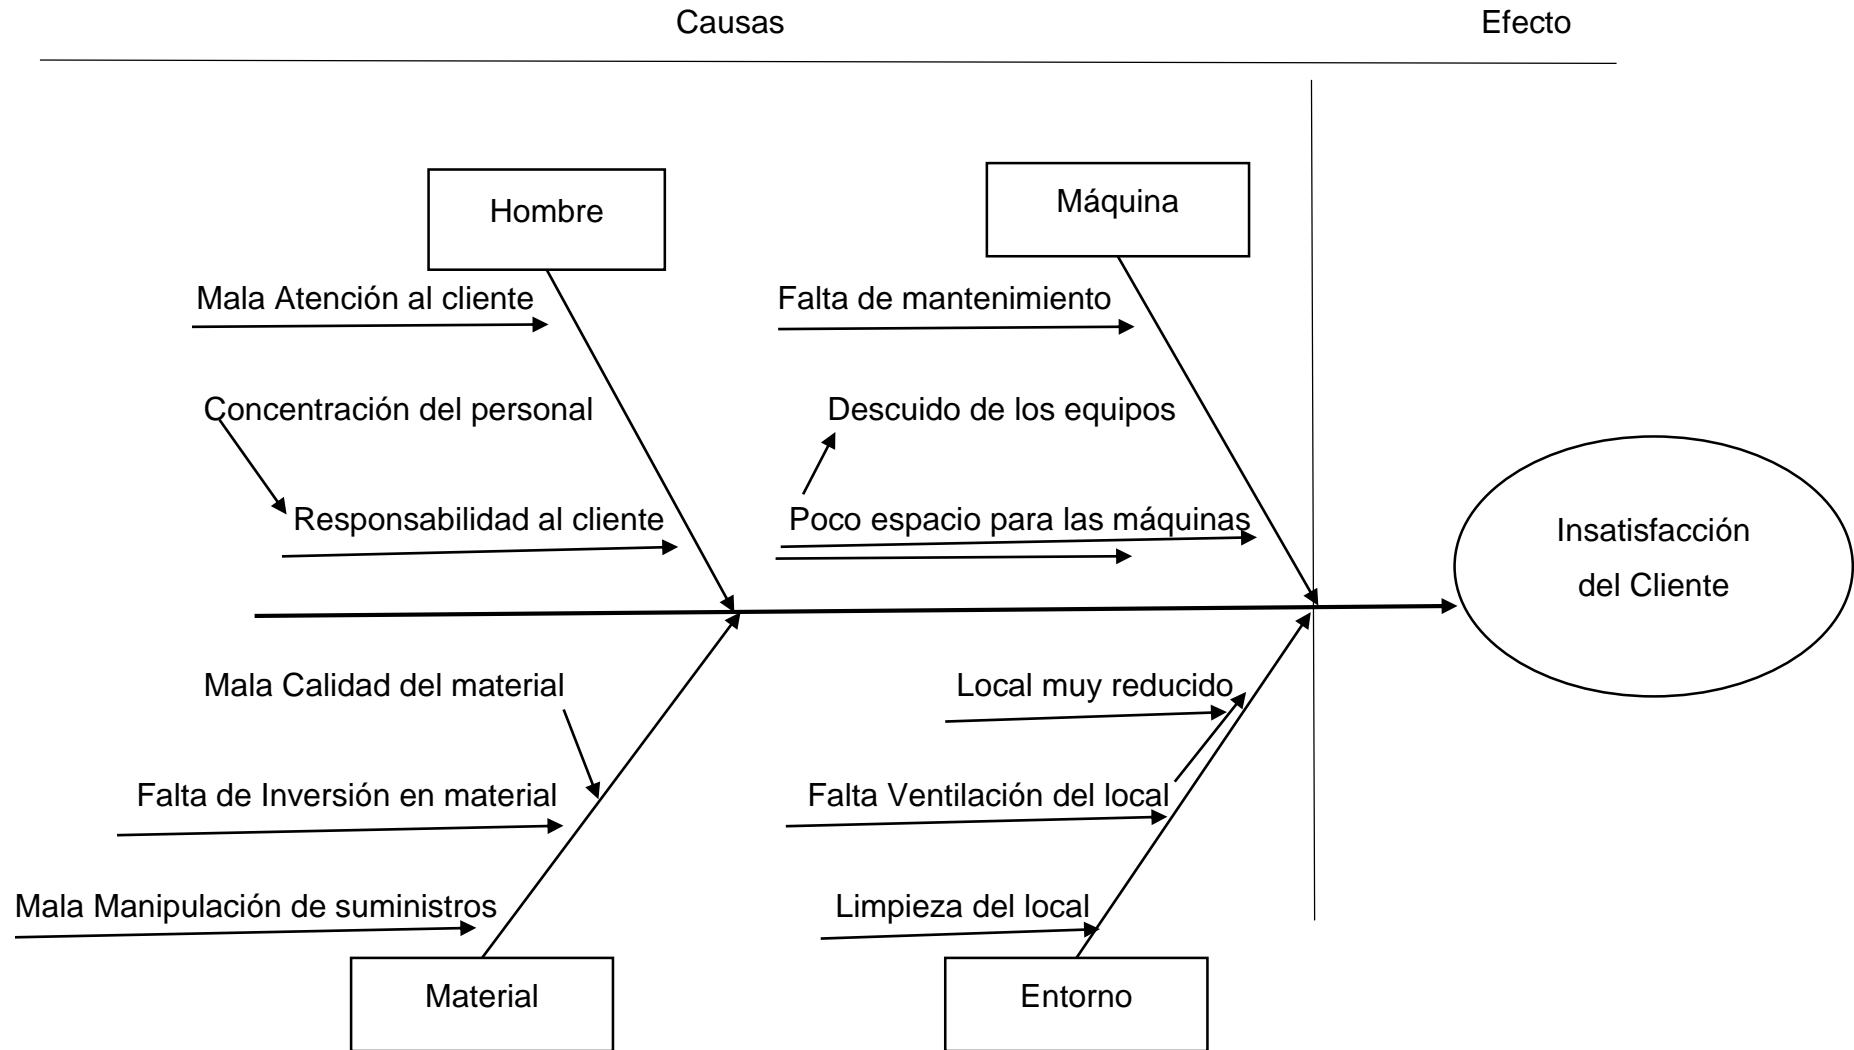 Causas
Efecto
Hombre
Máquina
Mala Atención al cliente
Falta de mantenimiento
Concentración del personal
Descuido de los equipos
Responsabilidad al cliente
Poco espacio para las máquinas
Insatisfacción
del Cliente
Mala Calidad del material
Local muy reducido
Falta de Inversión en material
Falta Ventilación del local
Mala Manipulación de suministros
Limpieza del local
Material
Entorno